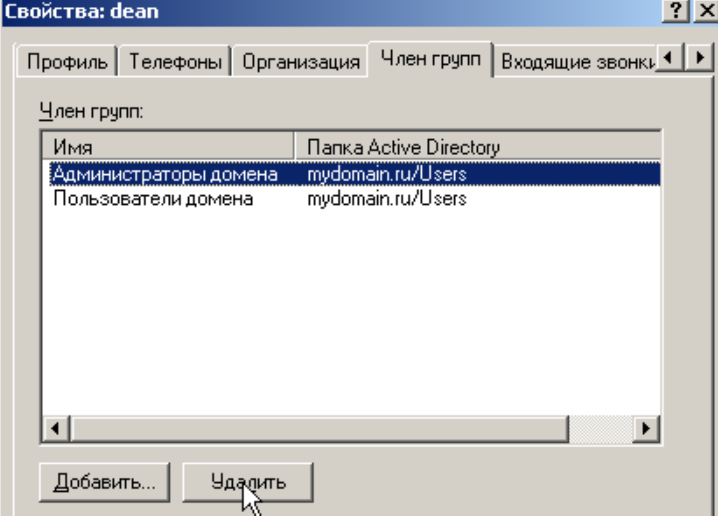 Свойства: dean
Профиль Телефоны Организация Член групп Входящие звонки
Член групп:
Имя Папка Active Directory
Администраторы домена mydomain.ru/Users
Пользователи домена mydomain.ru/Users
Добавить... Удалить